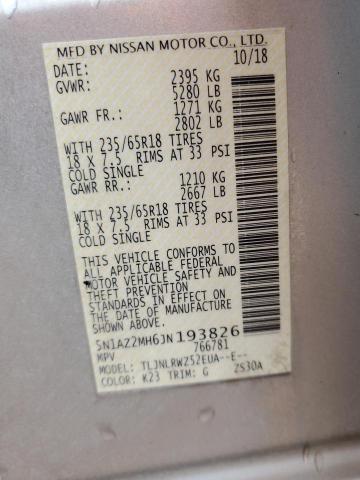 MFD BY NISSAN MOTOR CO., LTD.
DATE: 10/18
GVWR: 2395 KG
5280 LB
GAWR FR.: 1271 KG
2802 LB
WITH 235/65R18 TIRES
18 X 7.5 RIMS AT 33 PSI
COLD SINGLE
GAWR RR.: 1210 KG
2667 LB
WITH 235/65R18 TIRES
18 X 7.5 RIMS AT 33 PSI
COLD SINGLE
THIS VEHICLE CONFORMS TO
ALL APPLICABLE FEDERAL
MOTOR VEHICLE SAFETY AND
THEFT PREVENTION
STANDARDS IN EFFECT ON
THE DATE OF MANUFACTURE
SHOWN ABOVE.
5N1AZ2MH6JN193826
MPV 766781
MODEL: TLJNLRWZ52EUA--E--
COLOR: K23 TRIM: G ZS30A